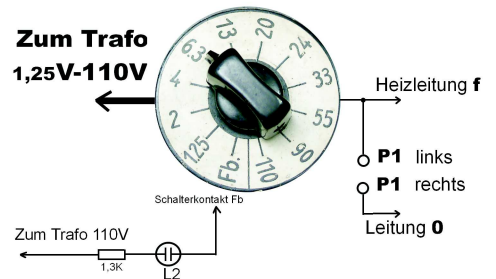 Zum Trafo
1,25V-110V
1.25
2
4
6.3
13
20
24
33
55
90
110
Fb.
Heizleitung f
P1 links
P1 rechts
Leitung 0
Schalterkontakt Fb
Zum Trafo 110V
1,3K
L2